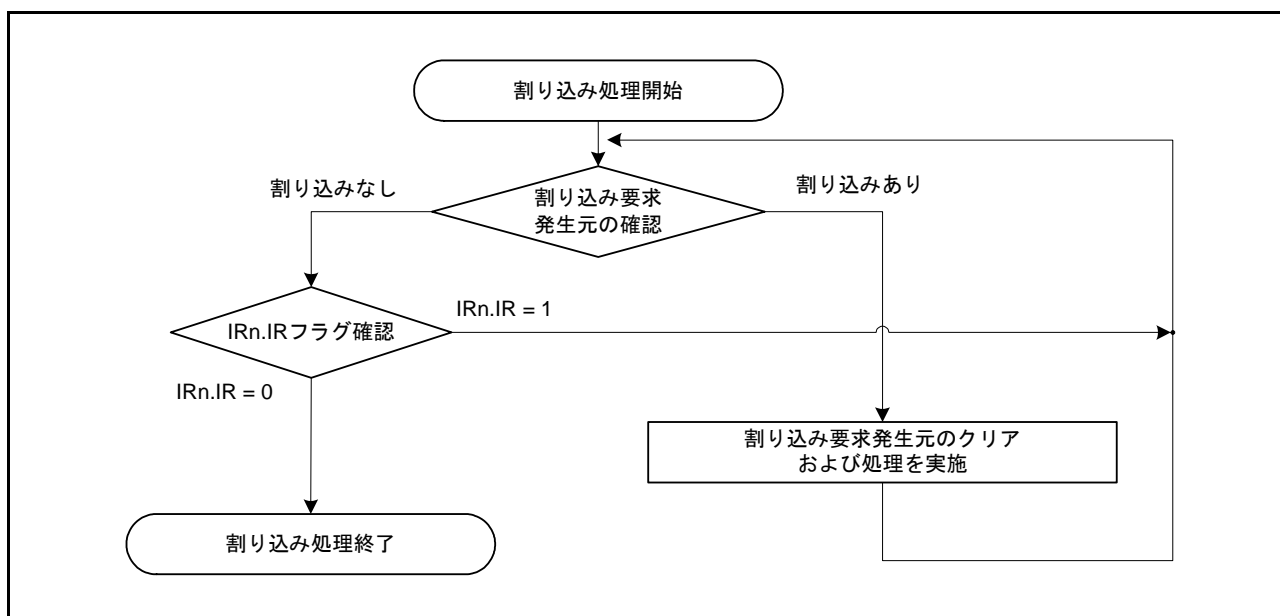 割り込み処理開始
割り込みなし
割り込みあり
割り込み要求
発生元の確認
IRn.IR = 1
IRn.IRフラグ確認
IRn.IR = 0
割り込み要求発生元のクリア
および処理を実施
割り込み処理終了